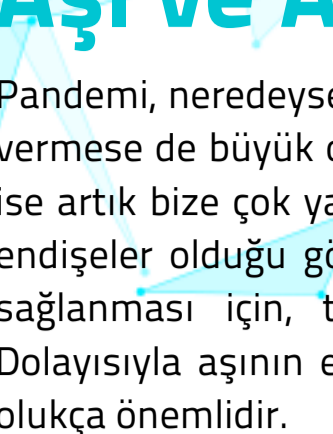 Aşı ve A
Pandemi, neredeyse
vermese de büyük
ise artık bize çok ya
endişeler olduğu gö
sağlanması için, t
Dolayısıyla aşının e
olukça önemlidir.